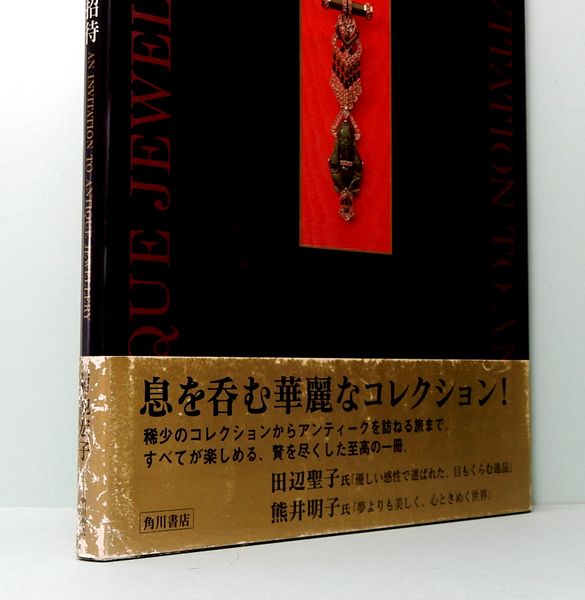 招待
AN INVITATION TO ANTIQUE JEWELLERY
QUE JEWEL
VITATION TO AN
息を呑む華麗なコレクション!
稀少のコレクションからアンティークを訪ねる旅まで。
すべてが楽しめる、贅を尽くした至高の一冊。
田辺聖子氏「優しい感性で選ばれた、目もくらむ逸品」
熊井明子氏「夢よりも美しく、心ときめく世界」
角川書店